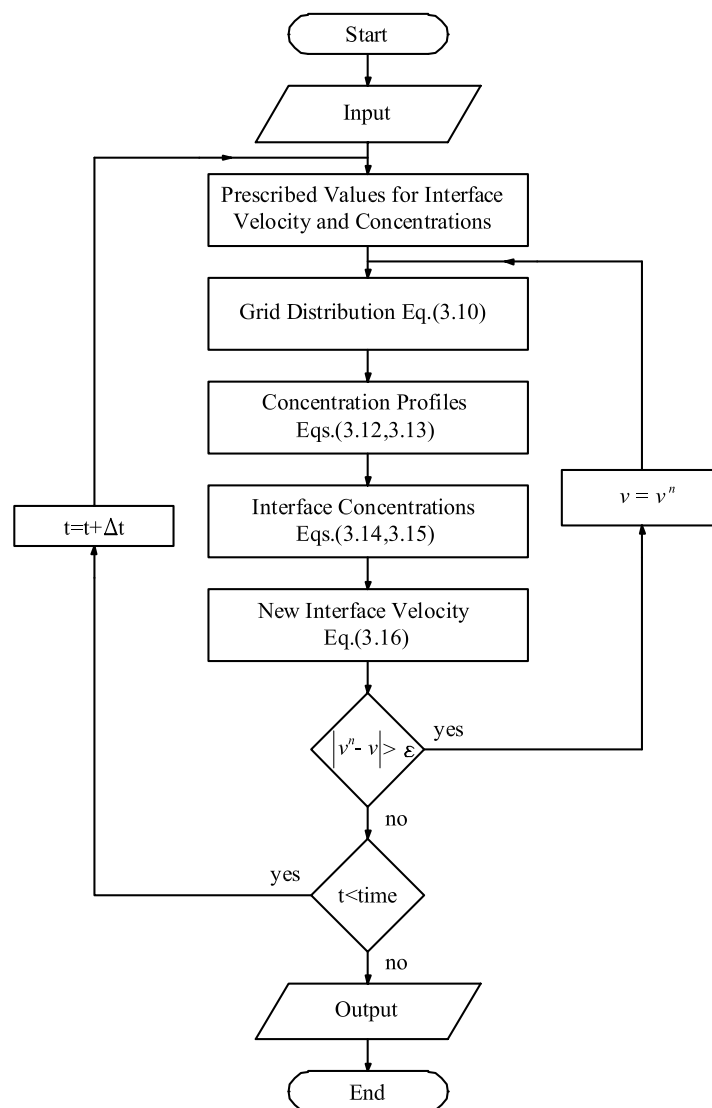 Start
Input
Prescribed Values for Interface
Velocity and Concentrations
Grid Distribution Eq.(3.10)
Concentration Profiles
Eqs.(3.12,3.13)
v = vⁿ
Interface Concentrations
Eqs.(3.14,3.15)
t=t+Δt
New Interface Velocity
Eq.(3.16)
yes
|vⁿ- v|> ε
no
yes
t<time
no
Output
End